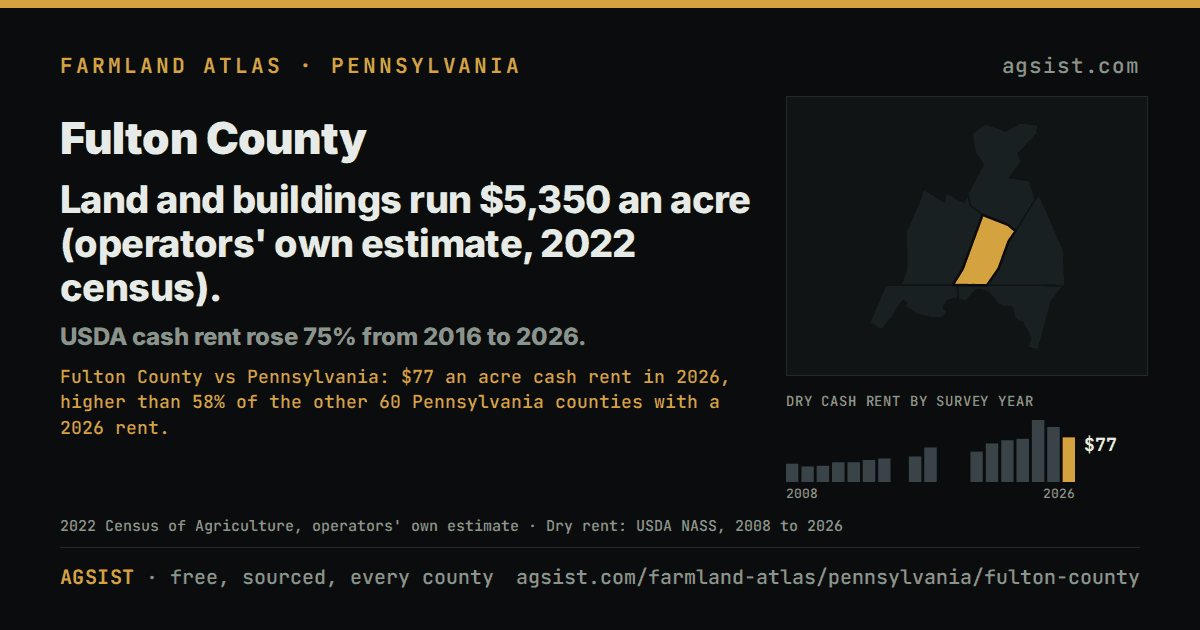 FARMLAND ATLAS · PENNSYLVANIA
agsist.com
Fulton County
Land and buildings run $5,350 an acre
(operators' own estimate, 2022
census).
USDA cash rent rose 75% from 2016 to 2026.
Fulton County vs Pennsylvania: $77 an acre cash rent in 2026,
higher than 58% of the other 60 Pennsylvania counties with a
2026 rent.
DRY CASH RENT BY SURVEY YEAR
$77
2008
2026
2022 Census of Agriculture, operators' own estimate · Dry rent: USDA NASS, 2008 to 2026
AGSIST · free, sourced, every county
agsist.com/farmland-atlas/pennsylvania/fulton-county